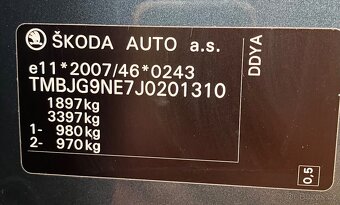 ŠKODA AUTO a.s.
e11*2007/46*0243
TMBJG9NE7J0201310
1897kg
3397kg
1- 980kg
2- 970kg
DDYA
0,5